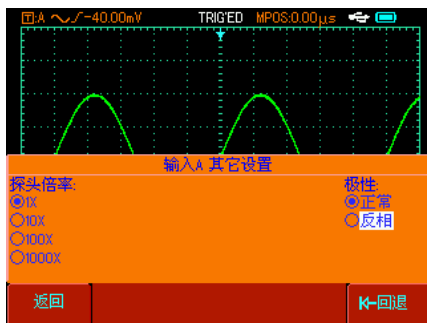 T:A -40.00mV TRIG'ED MPOS:0.00μs
输入A 其它设置
探头倍率: 极性:
1X 正常
10X 反相
100X
1000X
返回 K-回退